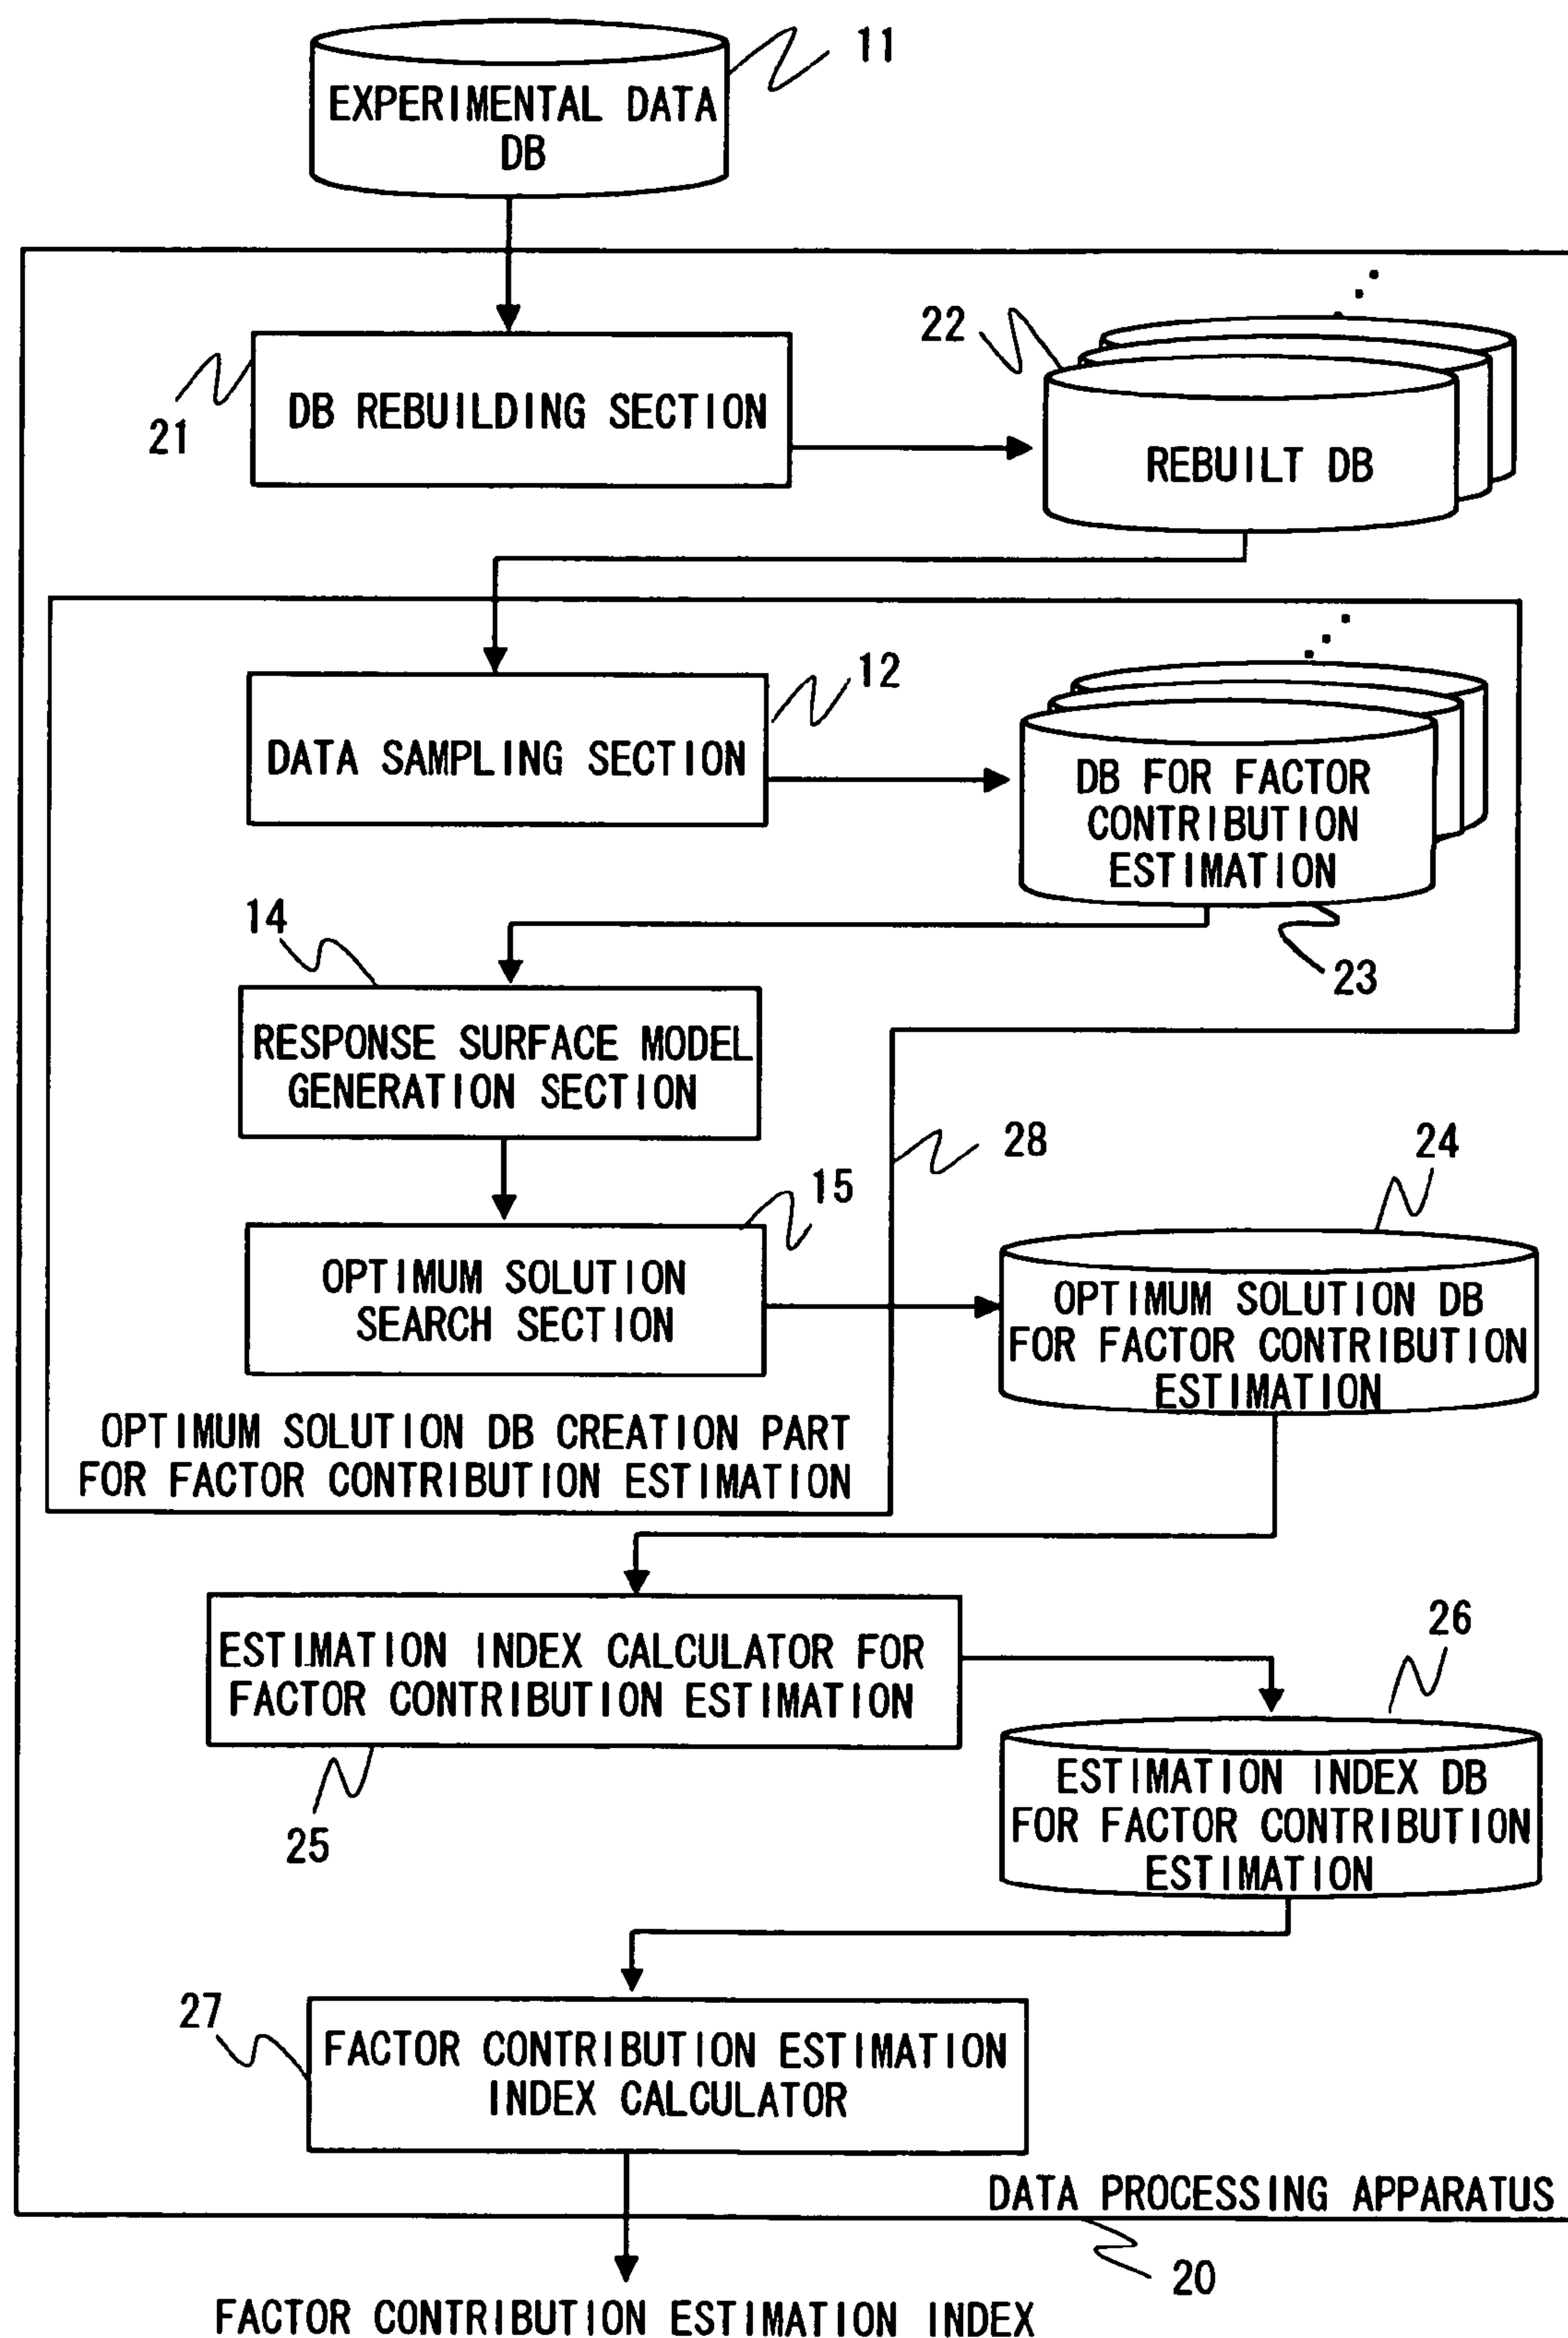 11
EXPERIMENTAL DATA
DB
22
21
DB REBUILDING SECTION
REBUILT DB
12
DATA SAMPLING SECTION
DB FOR FACTOR
CONTRIBUTION
ESTIMATION
23
14
RESPONSE SURFACE MODEL
GENERATION SECTION
28
24
15
OPTIMUM SOLUTION
SEARCH SECTION
OPTIMUM SOLUTION DB
FOR FACTOR CONTRIBUTION
ESTIMATION
OPTIMUM SOLUTION DB CREATION PART
FOR FACTOR CONTRIBUTION ESTIMATION
ESTIMATION INDEX CALCULATOR FOR
FACTOR CONTRIBUTION ESTIMATION
25
26
ESTIMATION INDEX DB
FOR FACTOR CONTRIBUTION
ESTIMATION
27
FACTOR CONTRIBUTION ESTIMATION
INDEX CALCULATOR
DATA PROCESSING APPARATUS
20
FACTOR CONTRIBUTION ESTIMATION INDEX